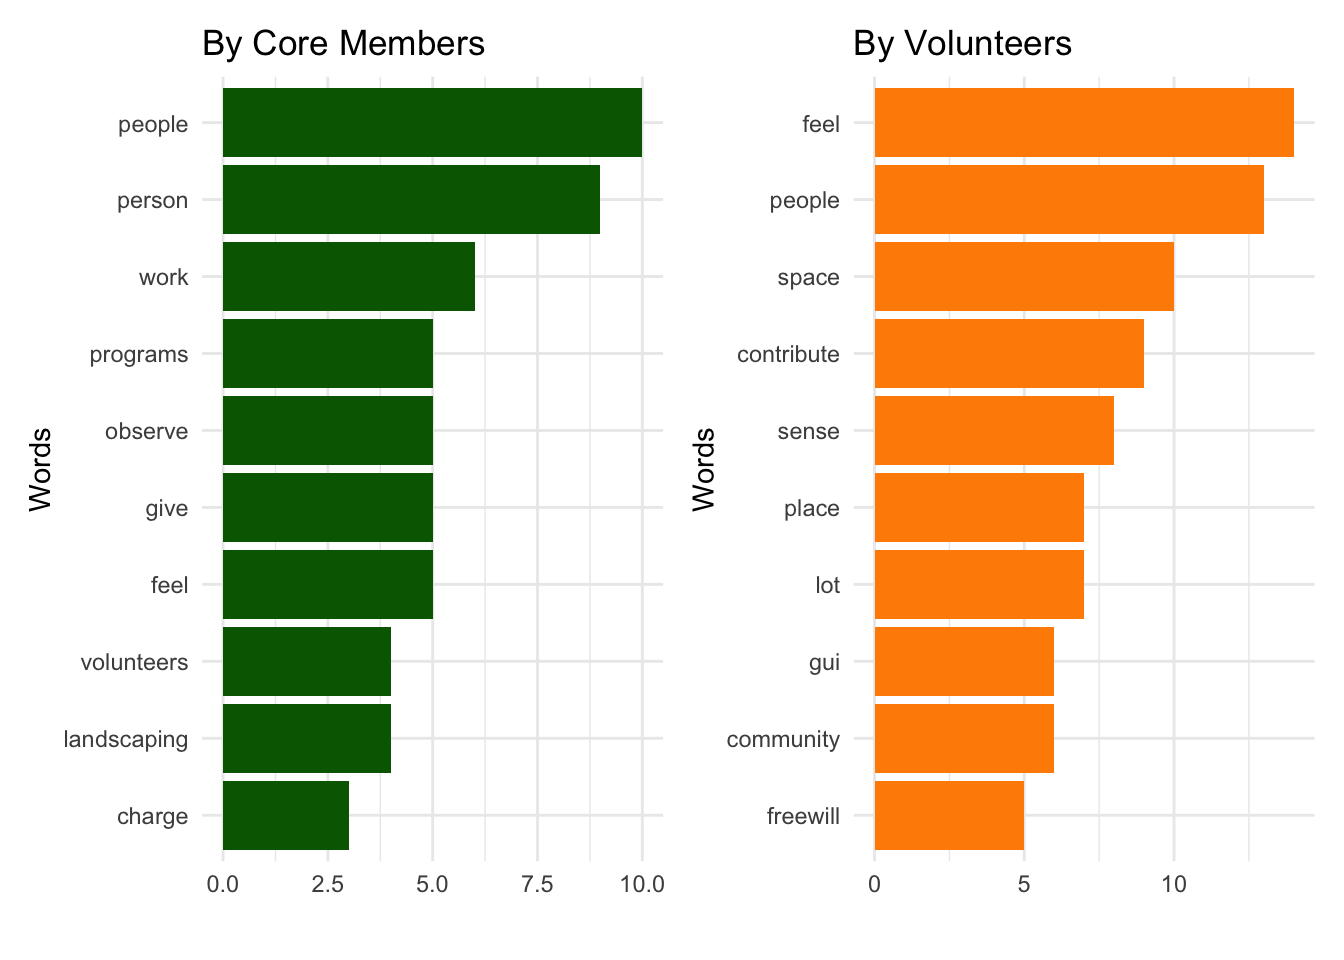 By Core Members
people
person
work
programs
observe
give
feel
volunteers
landscaping
charge
Words
0.0 2.5 5.0 7.5 10.0
By Volunteers
feel
people
space
contribute
sense
place
lot
gui
community
freewill
Words
0 5 10